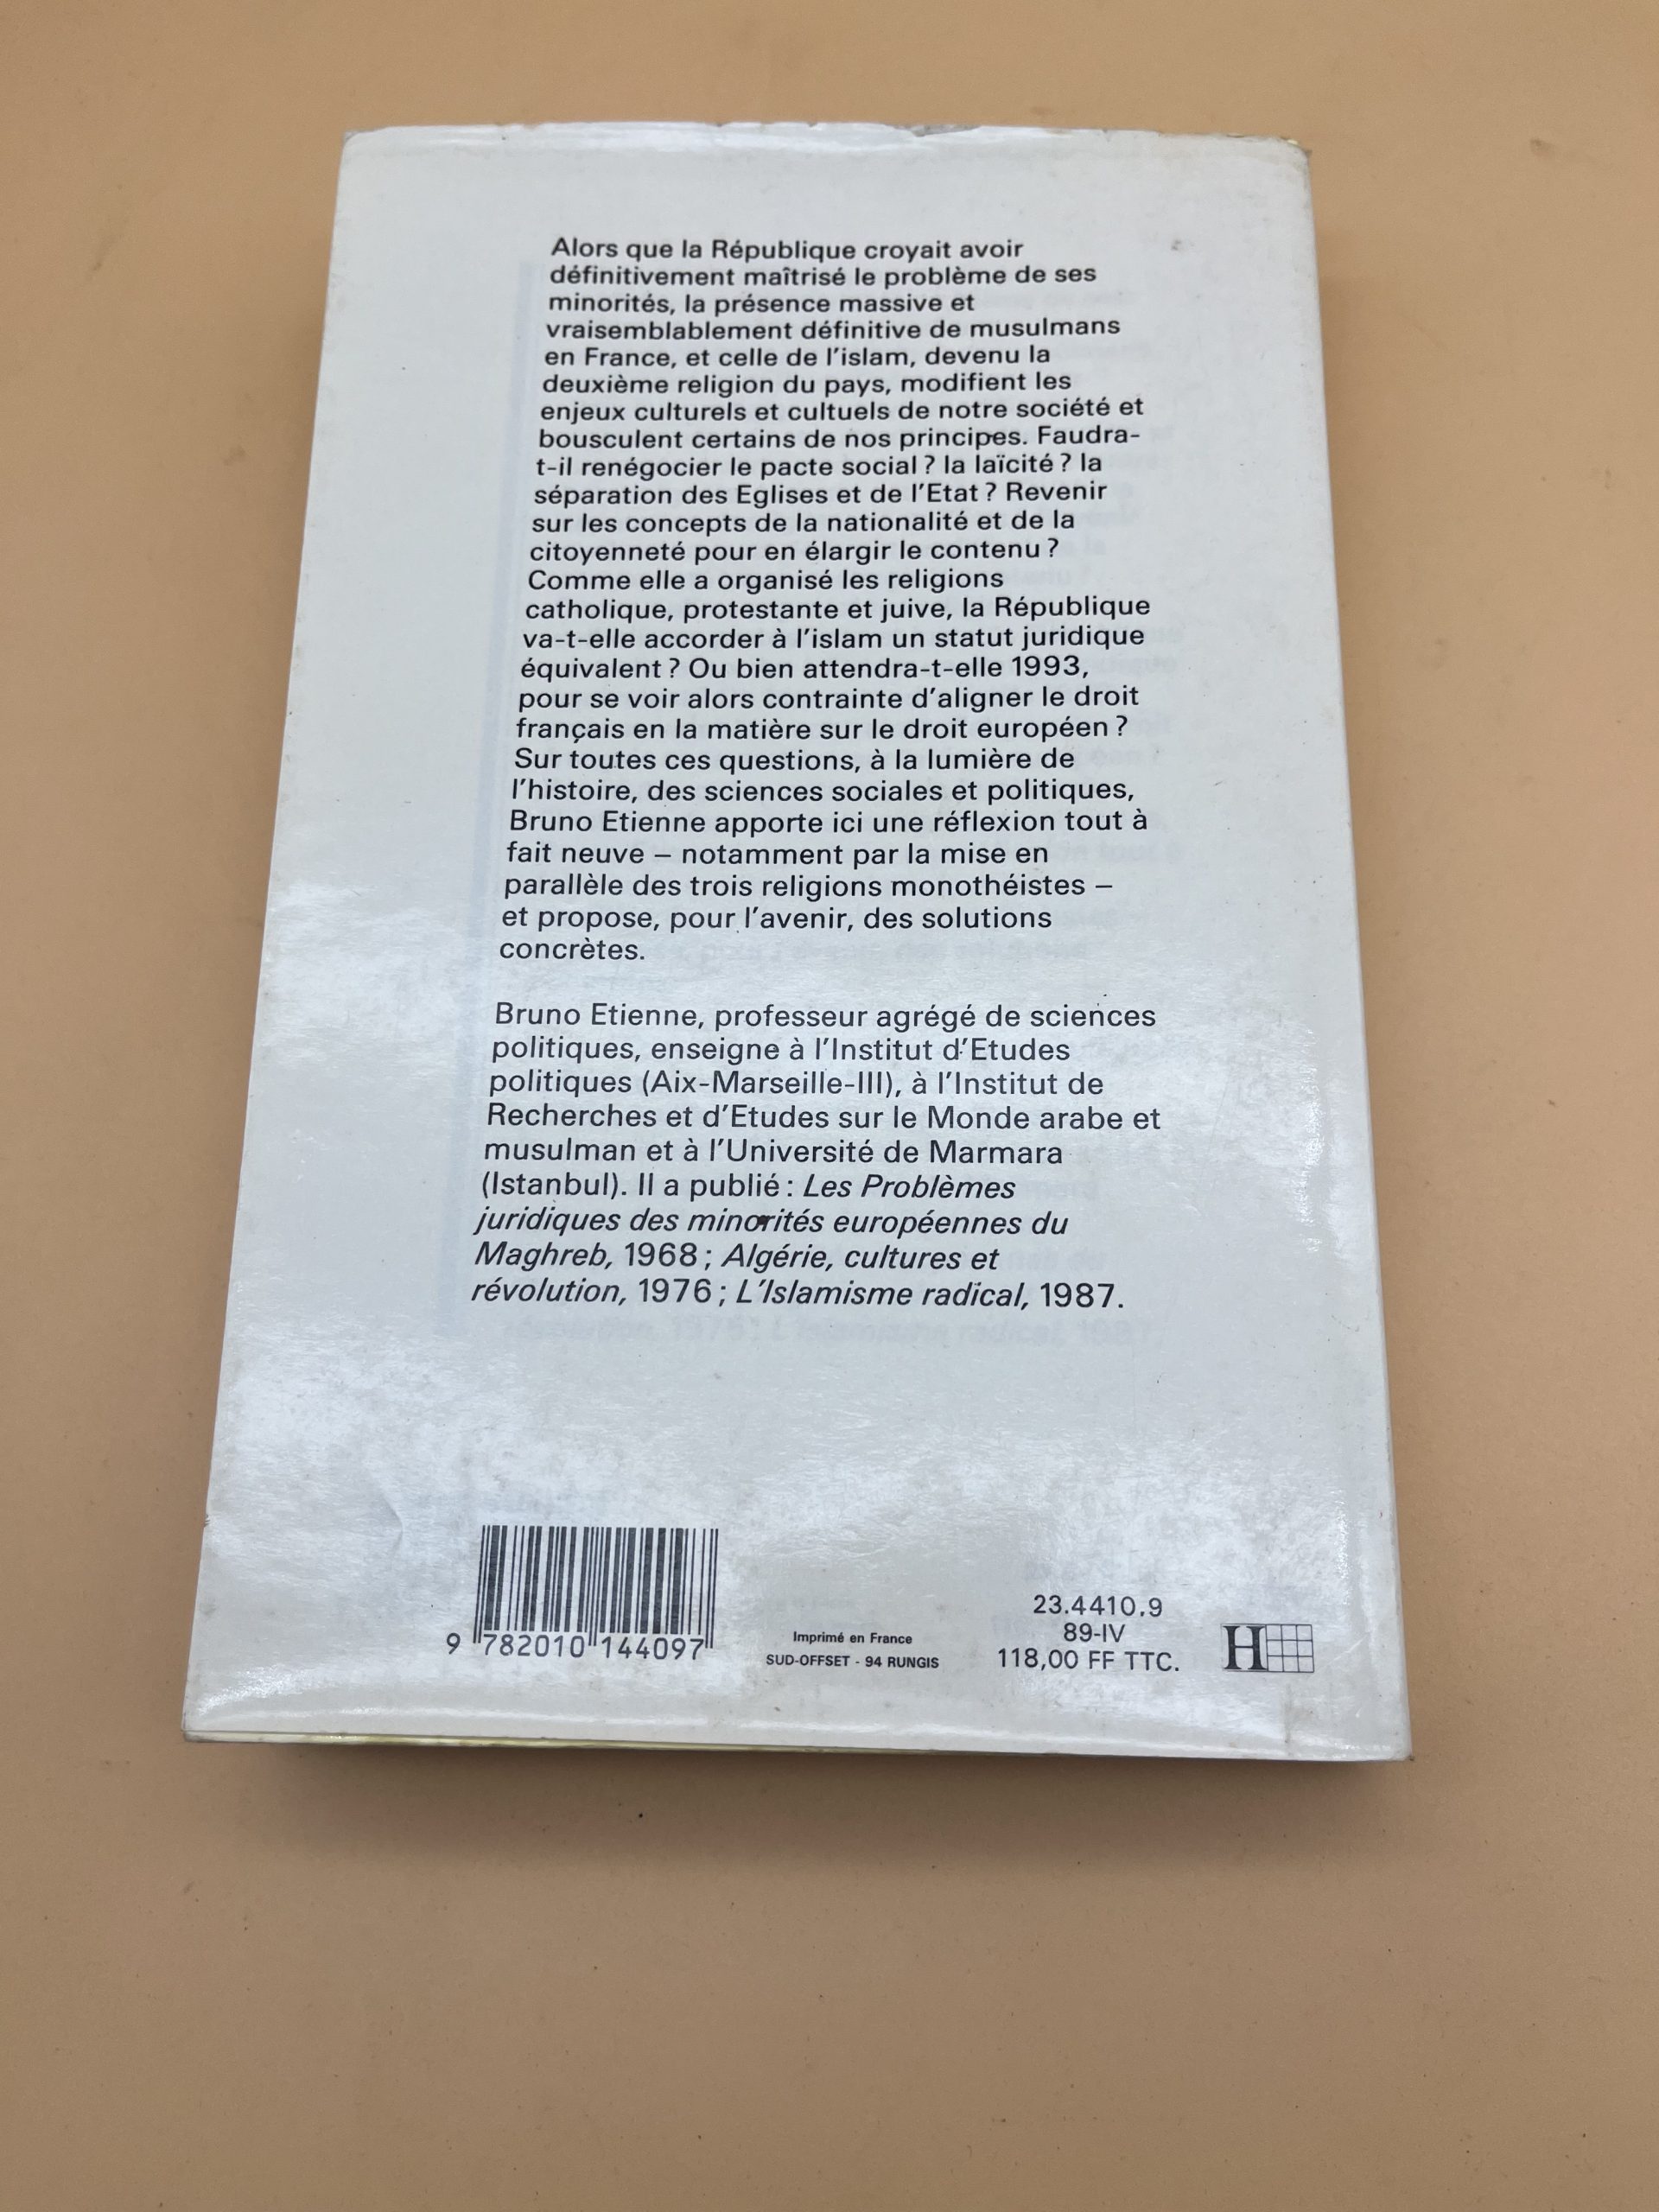 Alors que la République croyait avoir
définitivement maîtrisé le problème de ses
minorités, la présence massive et
vraisemblablement définitive de musulmans
en France, et celle de l'islam, devenu la
deuxième religion du pays, modifient les
enjeux culturels et cultuels de notre société et
bousculent certains de nos principes. Faudra-
t-il renégocier le pacte social ? la laïcité ? la
séparation des Eglises et de l'Etat ? Revenir
sur les concepts de la nationalité et de la
citoyenneté pour en élargir le contenu ?
Comme elle a organisé les religions
catholique, protestante et juive, la République
va-t-elle accorder à l'islam un statut juridique
équivalent ? Ou bien attendra-t-elle 1993,
pour se voir alors contrainte d'aligner le droit
français en la matière sur le droit européen ?
Sur toutes ces questions, à la lumière de
l'histoire, des sciences sociales et politiques,
Bruno Etienne apporte ici une réflexion tout à
fait neuve – notamment par la mise en
parallèle des trois religions monothéistes –
et propose, pour l'avenir, des solutions
concrètes.
Bruno Etienne, professeur agrégé de sciences
politiques, enseigne à l'Institut d'Etudes
politiques (Aix-Marseille-III), à l'Institut de
Recherches et d'Etudes sur le Monde arabe et
musulman et à l'Université de Marmara
(Istanbul). Il a publié : Les Problèmes
juridiques des minorités européennes du
Maghreb, 1968 ; Algérie, cultures et
révolution, 1976 ; L'Islamisme radical, 1987.
9 782010 144097
Imprimé en France
SUD-OFFSET - 94 RUNGIS
23.4410.9
89-IV
118,00 FF TTC.
H